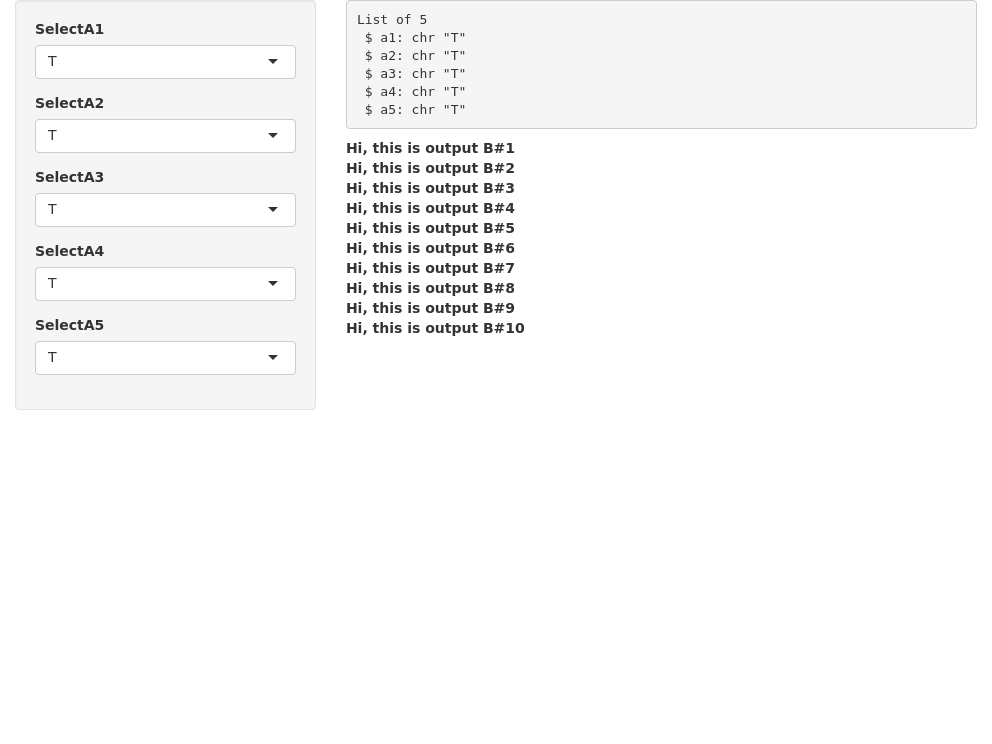 SelectA1
T
SelectA2
T
SelectA3
T
SelectA4
T
SelectA5
T
List of 5
 $ a1: chr "T"
 $ a2: chr "T"
 $ a3: chr "T"
 $ a4: chr "T"
 $ a5: chr "T"
Hi, this is output B#1
Hi, this is output B#2
Hi, this is output B#3
Hi, this is output B#4
Hi, this is output B#5
Hi, this is output B#6
Hi, this is output B#7
Hi, this is output B#8
Hi, this is output B#9
Hi, this is output B#10